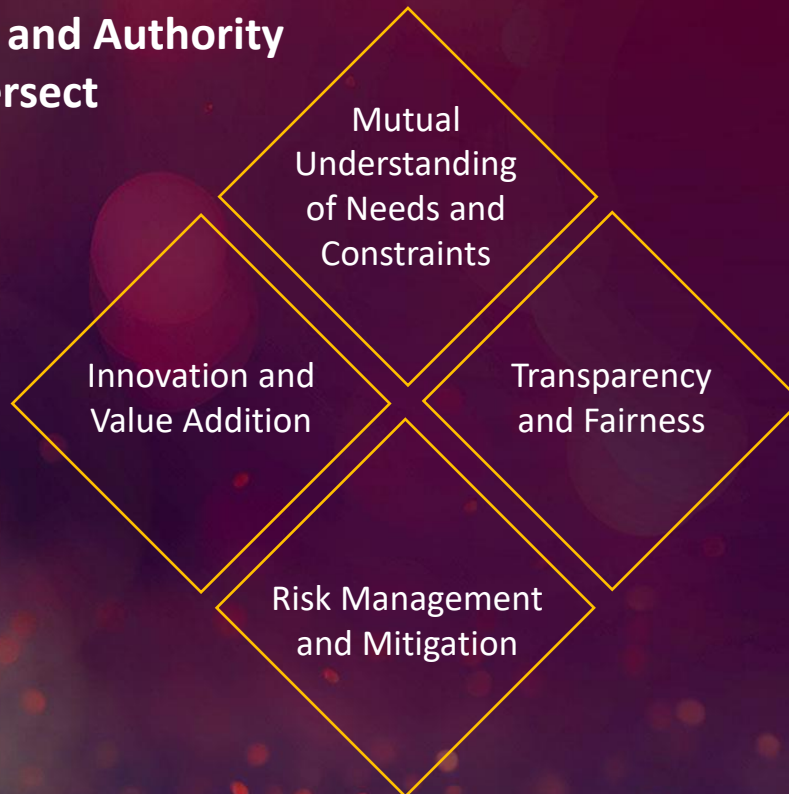 and Authority
ersect
Mutual
Understanding
of Needs and
Constraints
Innovation and
Value Addition
Transparency
and Fairness
Risk Management
and Mitigation